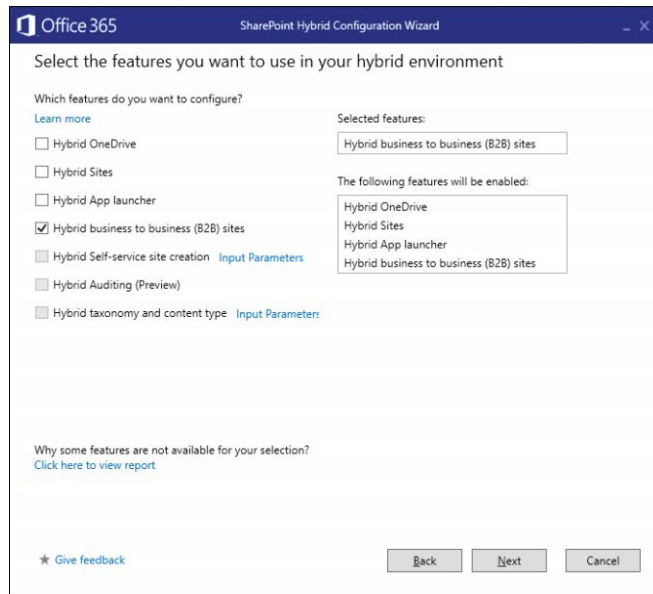 Office 365
SharePoint Hybrid Configuration Wizard
Select the features you want to use in your hybrid environment
Which features do you want to configure?
Learn more
Hybrid OneDrive
Hybrid Sites
Hybrid App launcher
Hybrid business to business (B2B) sites
Hybrid Self-service site creation Input Parameters
Hybrid Auditing (Preview)
Hybrid taxonomy and content type Input Parameters
Selected features:
Hybrid business to business (B2B) sites
The following features will be enabled:
Hybrid OneDrive
Hybrid Sites
Hybrid App launcher
Hybrid business to business (B2B) sites
Why some features are not available for your selection?
Click here to view report
Give feedback
Back
Next
Cancel